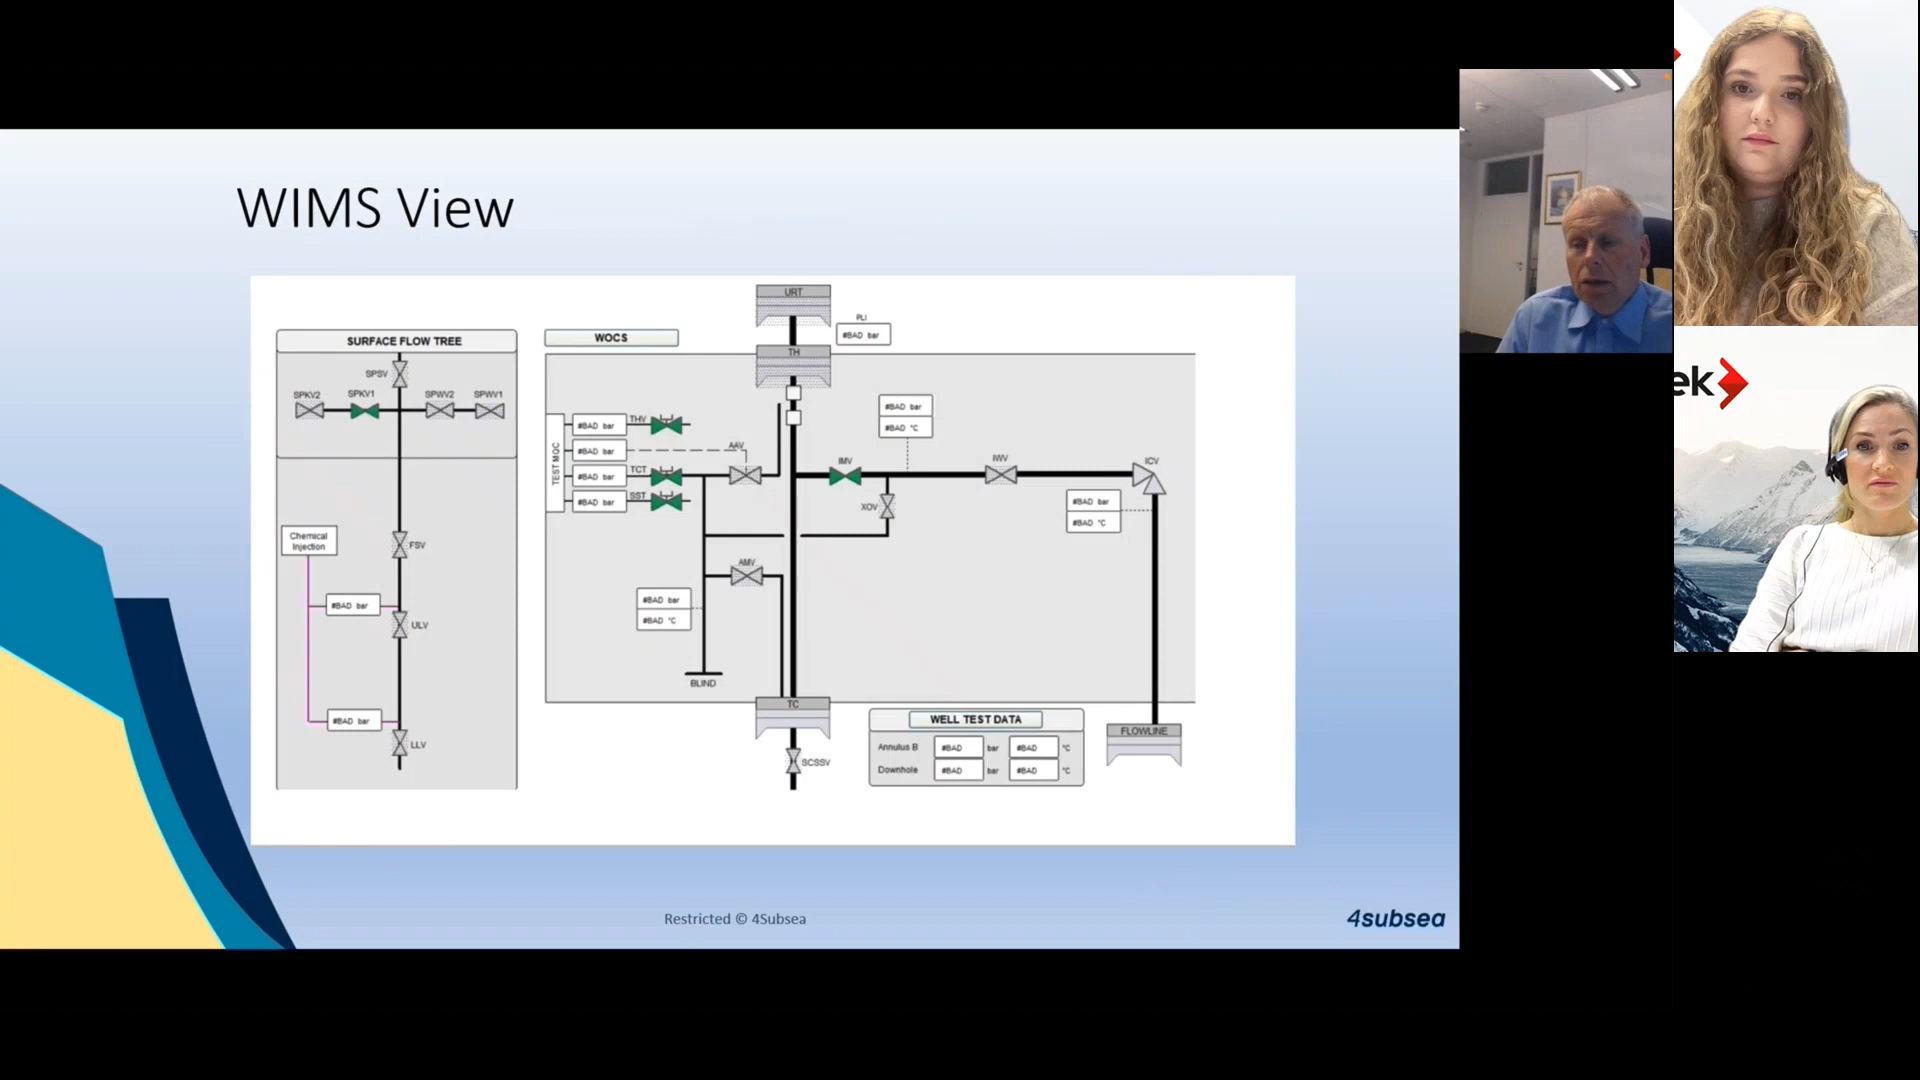 WIMS View
SURFACE FLOW TREE
SPSV
SPKV2
SPKV1
SPWV2
SPWV1
Chemical
Injection
FSV
#BAD bar
ULV
#BAD bar
LLV
WOCS
URT
PLI
#BAD bar
TH
TEST MQC
#BAD bar
THV
#BAD bar
AAV
#BAD bar
TCT
#BAD bar
SST
#BAD bar
#BAD °C
IMV
IWV
ICV
XOV
#BAD bar
#BAD °C
AMV
#BAD bar
#BAD °C
BLIND
TC
SCSSV
WELL TEST DATA
Annulus B #BAD bar #BAD °C
Downhole #BAD bar #BAD °C
FLOWLINE
Restricted © 4Subsea
4subsea
ek